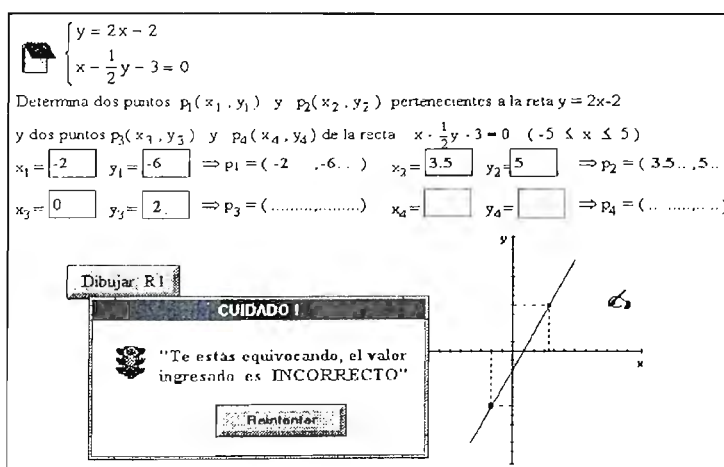 y = 2x - 2
x - 1/2 y - 3 = 0
Determina dos puntos p₁( x₁ , y₁ ) y p₂( x₂ , y₂ ) pertenecientes a la reta y = 2x-2
y dos puntos p₃( x₃ , y₃ ) y p₄( x₄ , y₄ ) de la recta x - 1/2 y - 3 = 0 ( -5 ≤ x ≤ 5 )
x₁ = -2 y₁ = -6 ⇒ p₁ = ( -2 ,-6.. ) x₂ = 3.5 y₂ = 5 ⇒ p₂ = ( 3.5.. ,5..
x₃ = 0 y₃ = 2. ⇒ p₃ = ( ........,........) x₄ = y₄ = ⇒ p₄ = ( .. ......,.... )
y
Dibujar R1
CUIDADO !
"Te estás equivocando, el valor
ingresado es INCORRECTO"
x
Reintentar